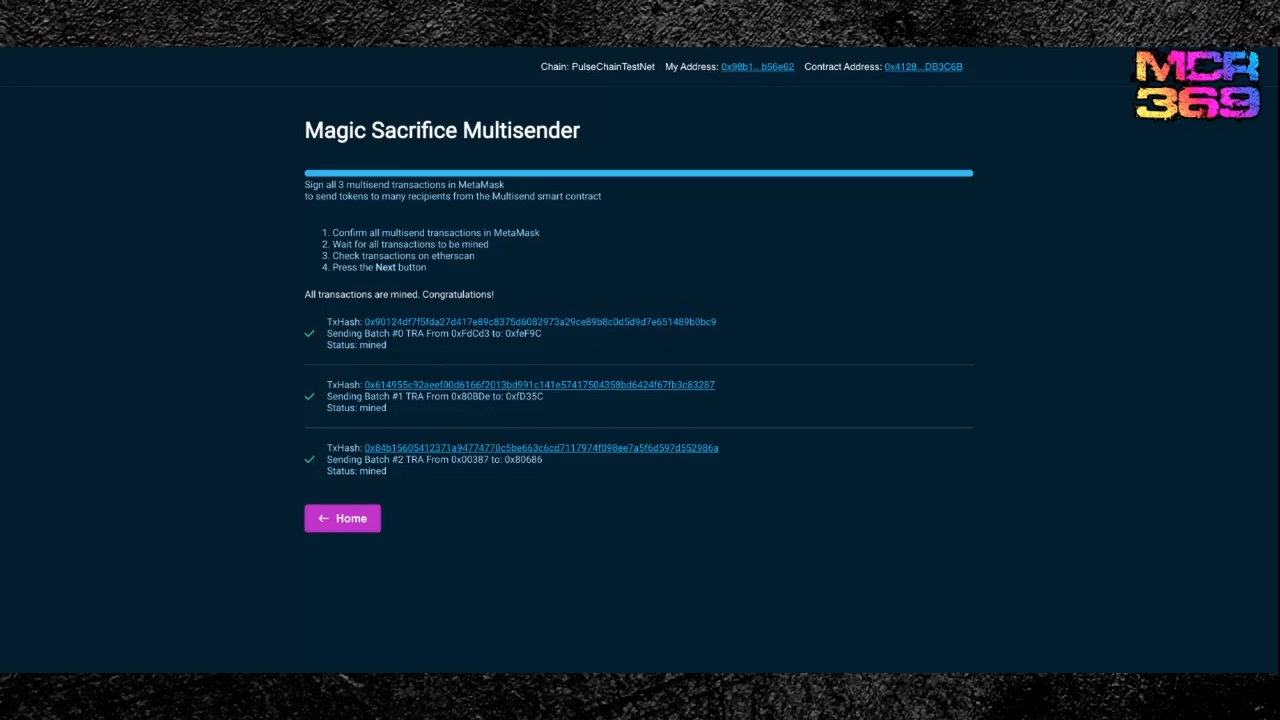 Chain: PulseChainTestNet My Address: 0x98b1...b56e62 Contract Address: 0x4128...DB3C6B
MCR
369
Magic Sacrifice Multisender
Sign all 3 multisend transactions in MetaMask
to send tokens to many recipients from the Multisend smart contract
1. Confirm all multisend transactions in MetaMask
2. Wait for all transactions to be mined
3. Check transactions on etherscan
4. Press the Next button
All transactions are mined. Congratulations!
TxHash: 0x90124df7f5fda27d417e89c8375d6082973a29ce89b8c0d5d9d7e651489b0bc9
Sending Batch #0 TRA From 0xFdCd3 to: 0xfeF9C
Status: mined
TxHash: 0x614955c92aeef00d6166f2013bd991c141e57417504358bd6424f67fb3c83287
Sending Batch #1 TRA From 0x80BDe to: 0xfD35C
Status: mined
TxHash: 0x84b15605412371a94774770c5be663c6cd7117974f098ee7a5f6d597d552986a
Sending Batch #2 TRA From 0x00387 to: 0x80686
Status: mined
← Home